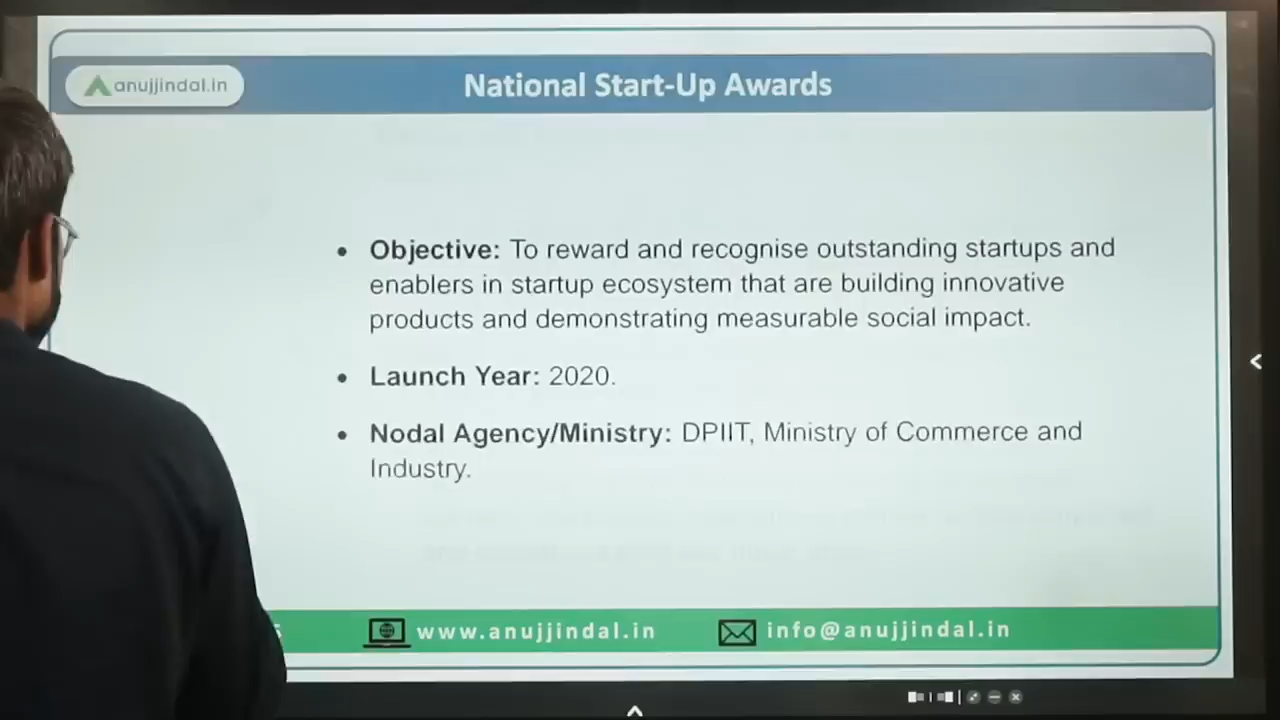 anujjindal.in
National Start-Up Awards
• Objective: To reward and recognise outstanding startups and
enablers in startup ecosystem that are building innovative
products and demonstrating measurable social impact.
• Launch Year: 2020.
• Nodal Agency/Ministry: DPIIT, Ministry of Commerce and
Industry.
www.anujjindal.in
info@anujjindal.in